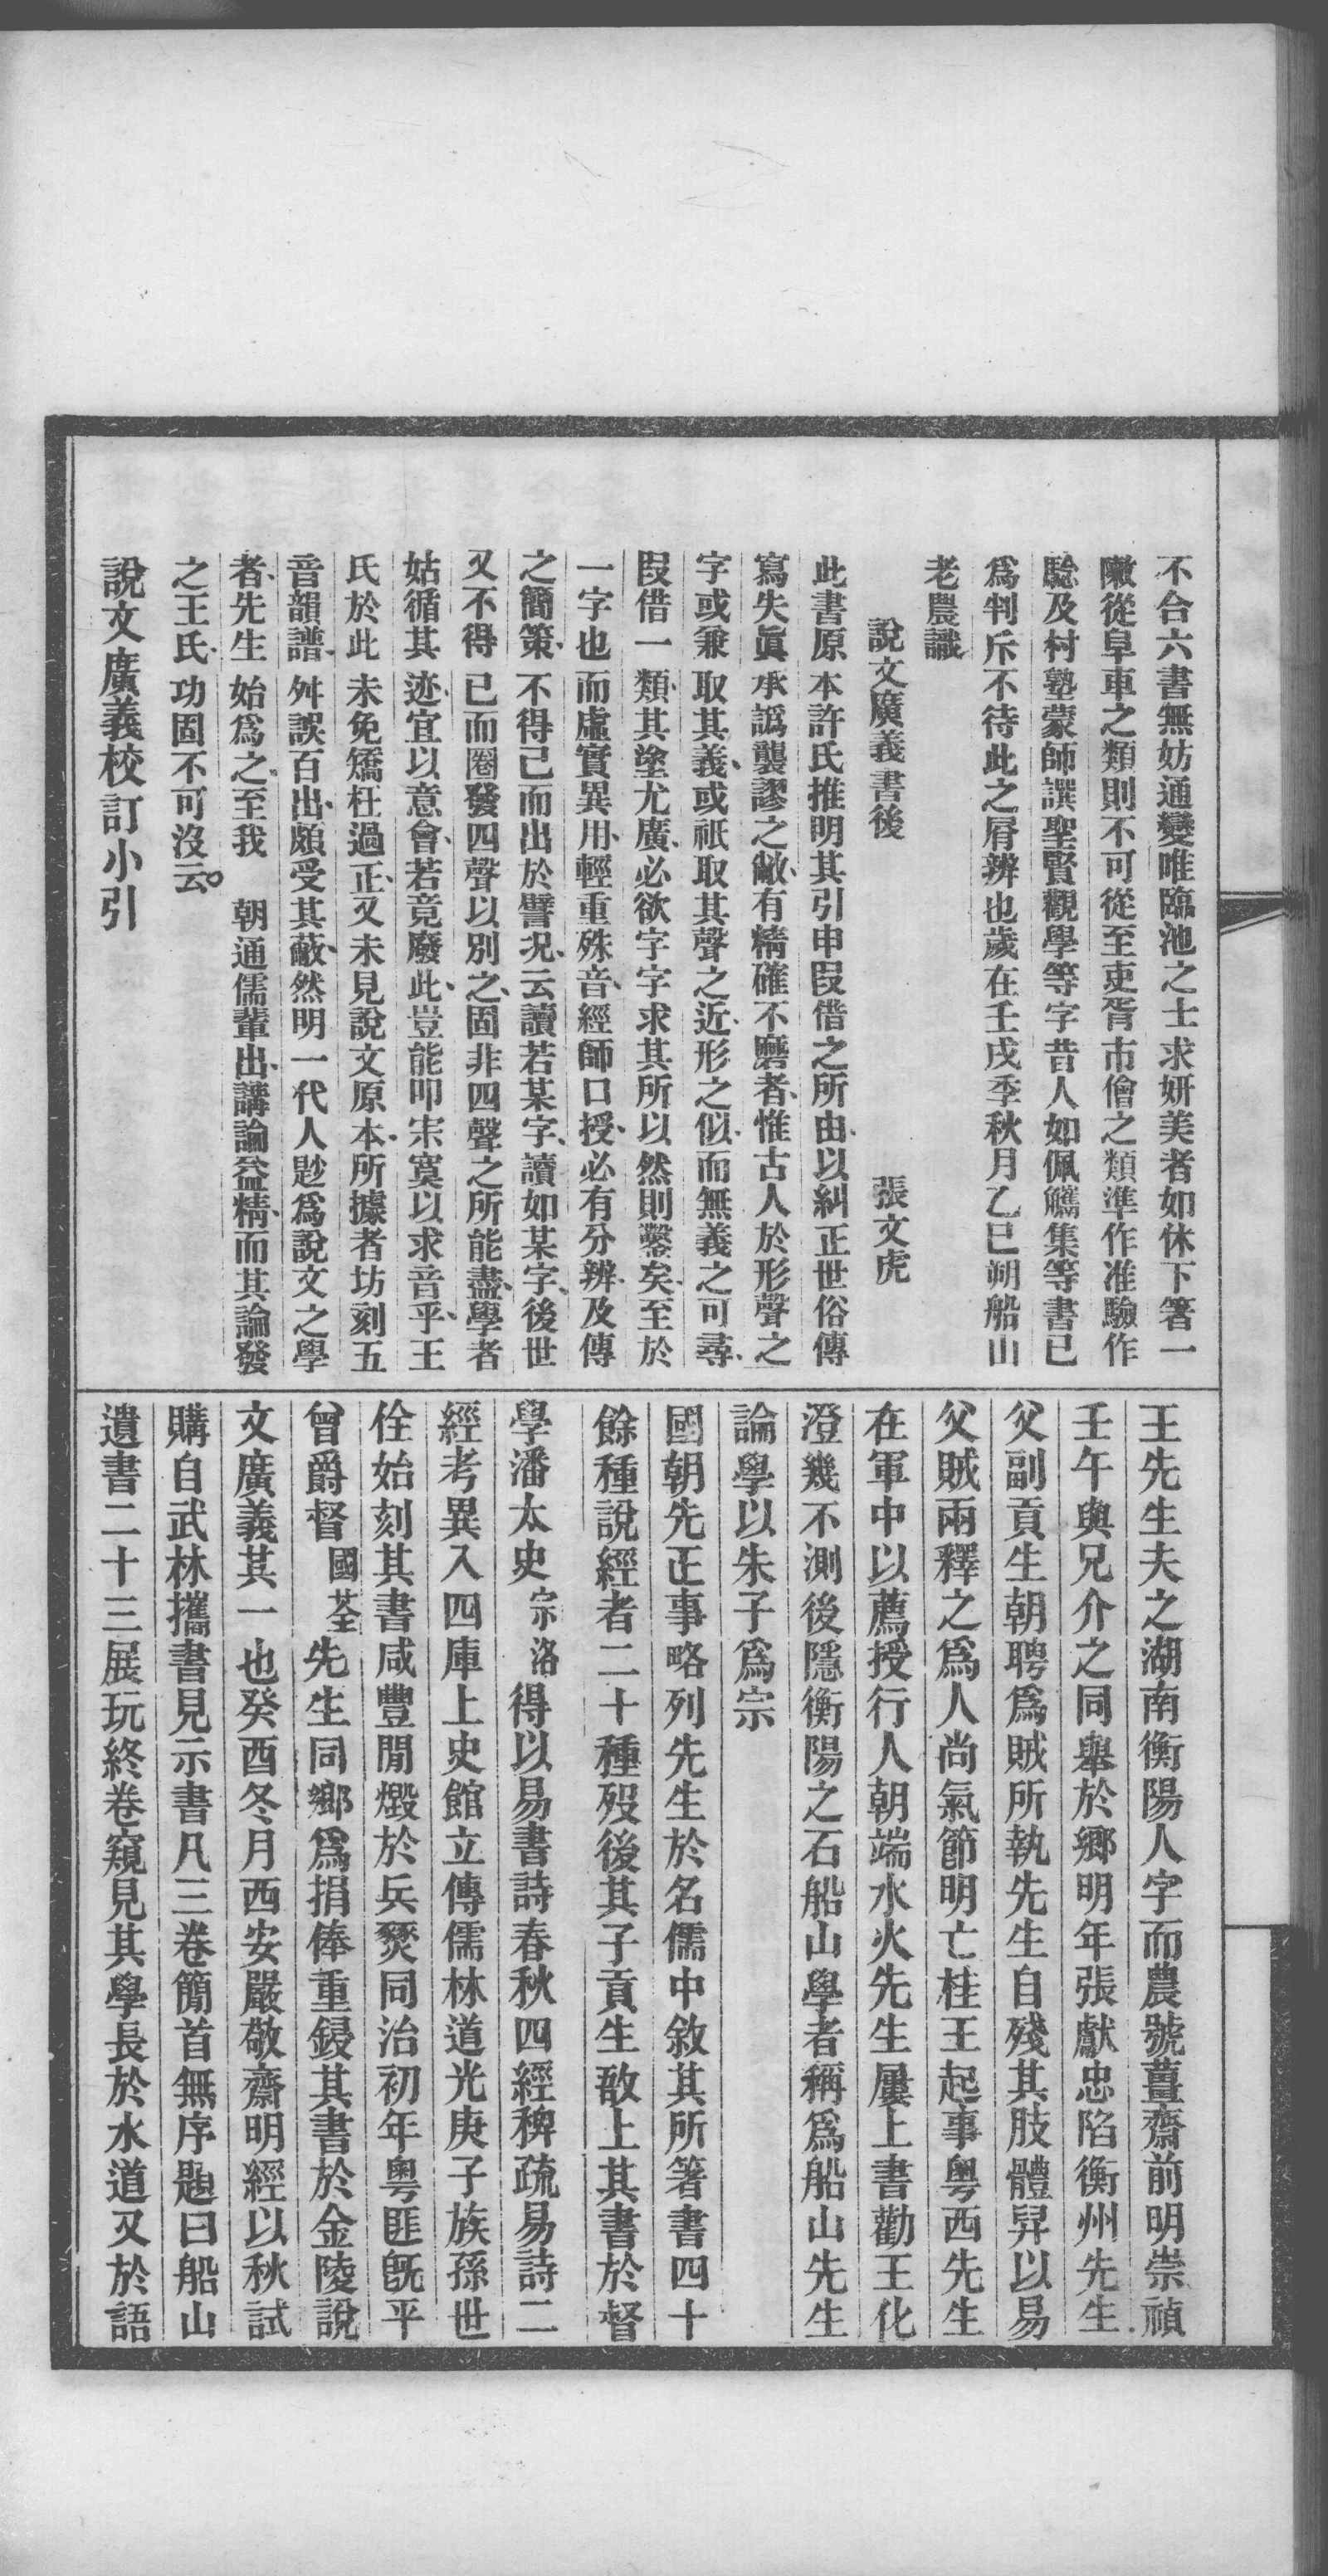 不合六書無妨通變唯臨池之士求妍美者如休下箸一
敶從阜車之類則不可從至吏胥市儈之類準作准驗作
騐及村塾蒙師譔聖賢觀學等字昔人如佩觿集等書已
爲判斥不待此之屑辨也歲在壬戌季秋月乙巳朔船山
老農識
說文廣義書後 張文虎
此書原本許氏推明其引申叚借之所由以糾正世俗傳
寫失眞承譌襲謬之敝有精確不磨者惟古人於形聲之
字或兼取其義或祇取其聲之近形之似而無義之可尋
叚借一類其塗尤廣必欲字字求其所以然則鑿矣至於
一字也而虛實異用輕重殊音經師口授必有分辨及傳
之簡策不得已而出於譬況云讀若某字讀如某字後世
又不得已而圈發四聲以別之固非四聲之所能盡學者
姑循其迹宜以意會若竟廢此豈能叩宗寞以求音乎王
氏於此未免矯枉過正又未見說文原本所據者坊刻五
音韻譜舛誤百出頗受其蔽然明一代人尟爲說文之學
者先生始爲之至我 朝通儒輩出講論益精而其論發
之王氏功固不可沒云
說文廣義校訂小引
王先生夫之湖南衡陽人字而農號薑齋前明崇禎
壬午與兄介之同舉於鄉明年張獻忠陷衡州先生
父副貢生朝聘爲賊所執先生自殘其肢體舁以易
父賊兩釋之爲人尚氣節明亡桂王起事粵西先生
在軍中以薦授行人朝端水火先生屢上書勸王化
澄幾不測後隱衡陽之石船山學者稱爲船山先生
論學以朱子爲宗
國朝先正事略列先生於名儒中敘其所箸書四十
餘種說經者二十種歿後其子貢生敔上其書於督
學潘太史宗洛得以易書詩春秋四經稗疏易詩二
經考異入四庫上史館立傳儒林道光庚子族孫世
佺始刻其書咸豐閒燬於兵燹同治初年粵匪旣平
曾爵督國荃先生同鄉爲捐俸重鋟其書於金陵說
文廣義其一也癸酉冬月西安嚴敬齋明經以秋試
購自武林攜書見示書凡三卷簡首無序題曰船山
遺書二十三展玩終卷窺見其學長於水道又於語